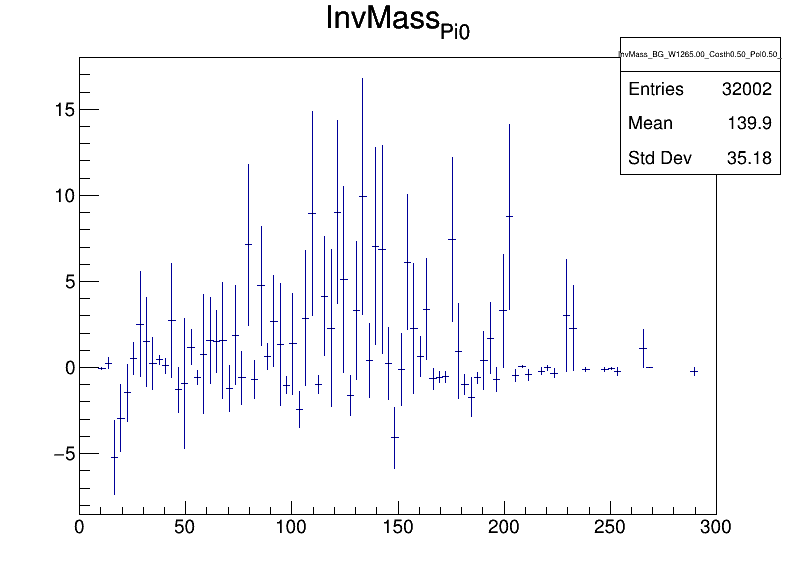 InvMass_Pi0
InvMass_BG_W1265.00_Costh0.50_Pol0.50_
Entries 32002
Mean 139.9
Std Dev 35.18
15
10
5
0
−5
0 50 100 150 200 250 300